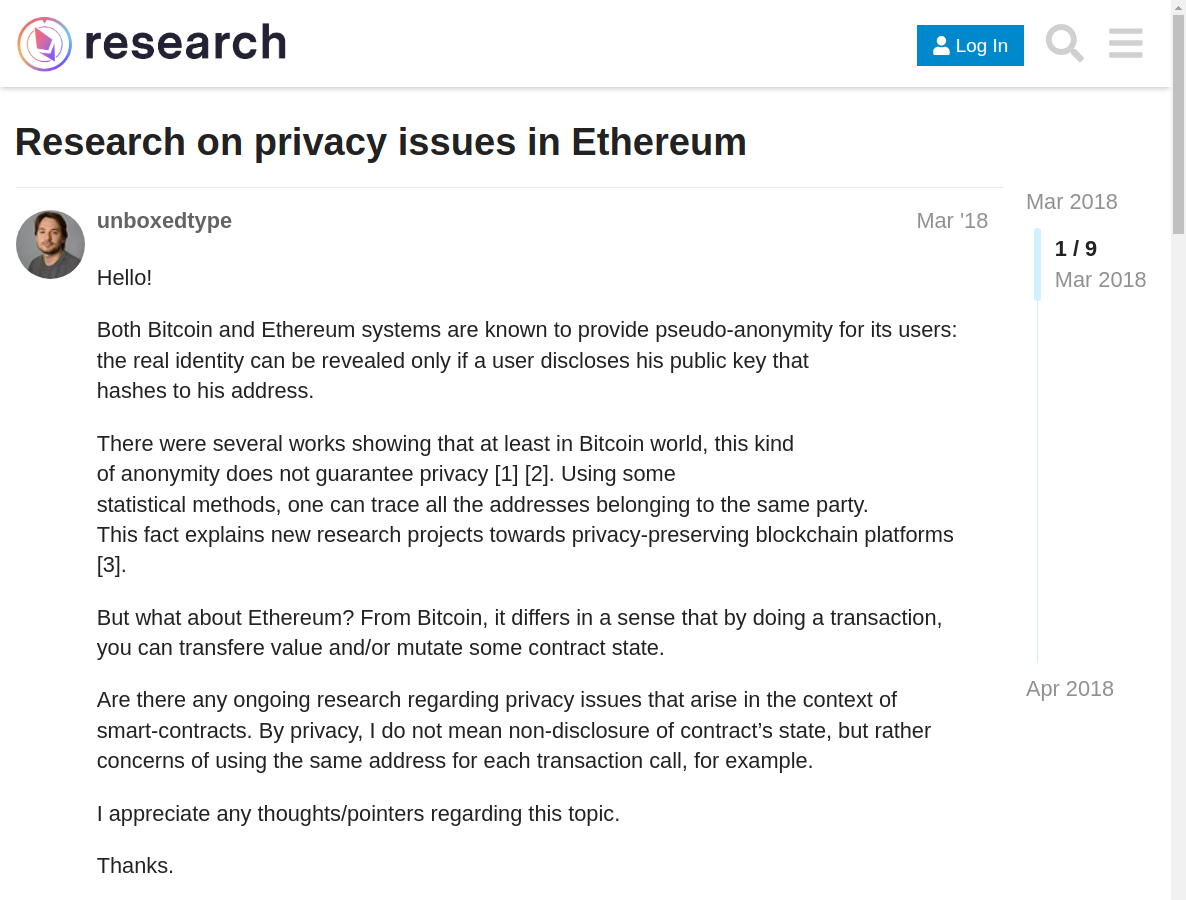 research
Log In
Research on privacy issues in Ethereum
unboxedtype
Mar '18
Mar 2018
1 / 9
Mar 2018
Hello!
Both Bitcoin and Ethereum systems are known to provide pseudo-anonymity for its users:
the real identity can be revealed only if a user discloses his public key that
hashes to his address.
There were several works showing that at least in Bitcoin world, this kind
of anonymity does not guarantee privacy [1] [2]. Using some
statistical methods, one can trace all the addresses belonging to the same party.
This fact explains new research projects towards privacy-preserving blockchain platforms
[3].
But what about Ethereum? From Bitcoin, it differs in a sense that by doing a transaction,
you can transfere value and/or mutate some contract state.
Are there any ongoing research regarding privacy issues that arise in the context of
smart-contracts. By privacy, I do not mean non-disclosure of contract’s state, but rather
concerns of using the same address for each transaction call, for example.
Apr 2018
I appreciate any thoughts/pointers regarding this topic.
Thanks.